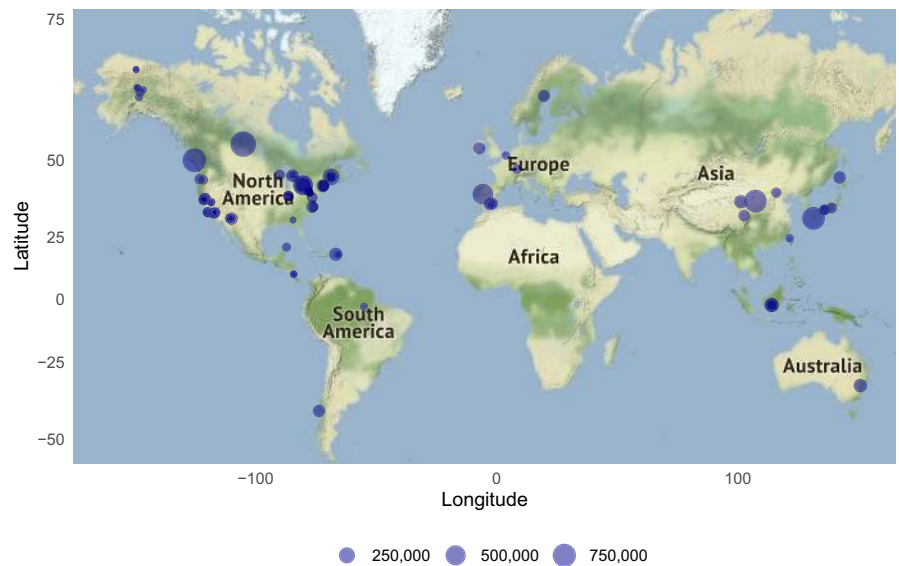 75
50
25
0
−25
−50
Latitude
North
America
Europe
Asia
Africa
South
America
Australia
−100
0
100
Longitude
250,000
500,000
750,000